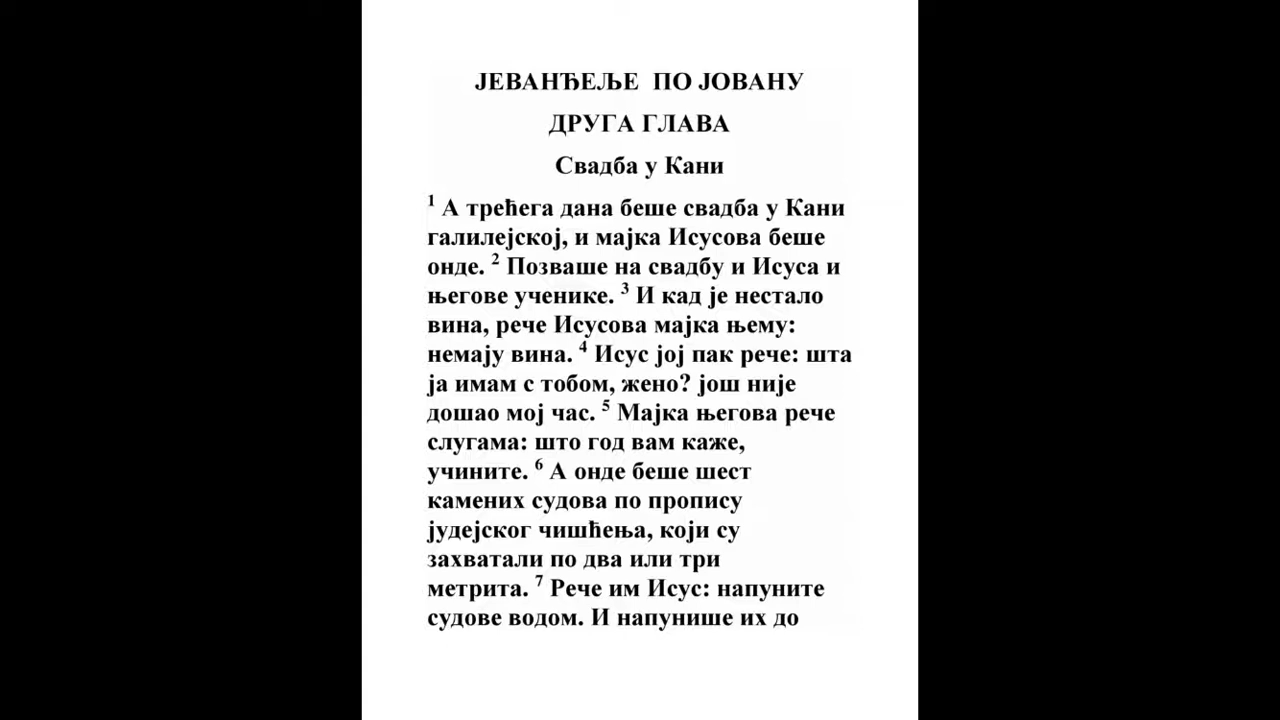 ЈЕВАНЂЕЉЕ ПО ЈОВАНУ
ДРУГА ГЛАВА
Свадба у Кани
¹ А трећега дана беше свадба у Кани
галилејској, и мајка Исусова беше
онде. ² Позваше на свадбу и Исуса и
његове ученике. ³ И кад је нестало
вина, рече Исусова мајка њему:
немају вина. ⁴ Исус јој пак рече: шта
ја имам с тобом, жено? још није
дошао мој час. ⁵ Мајка његова рече
слугама: што год вам каже,
учините. ⁶ А онде беше шест
камених судова по пропису
јудејског чишћења, који су
захватали по два или три
метрита. ⁷ Рече им Исус: напуните
судове водом. И напунише их до